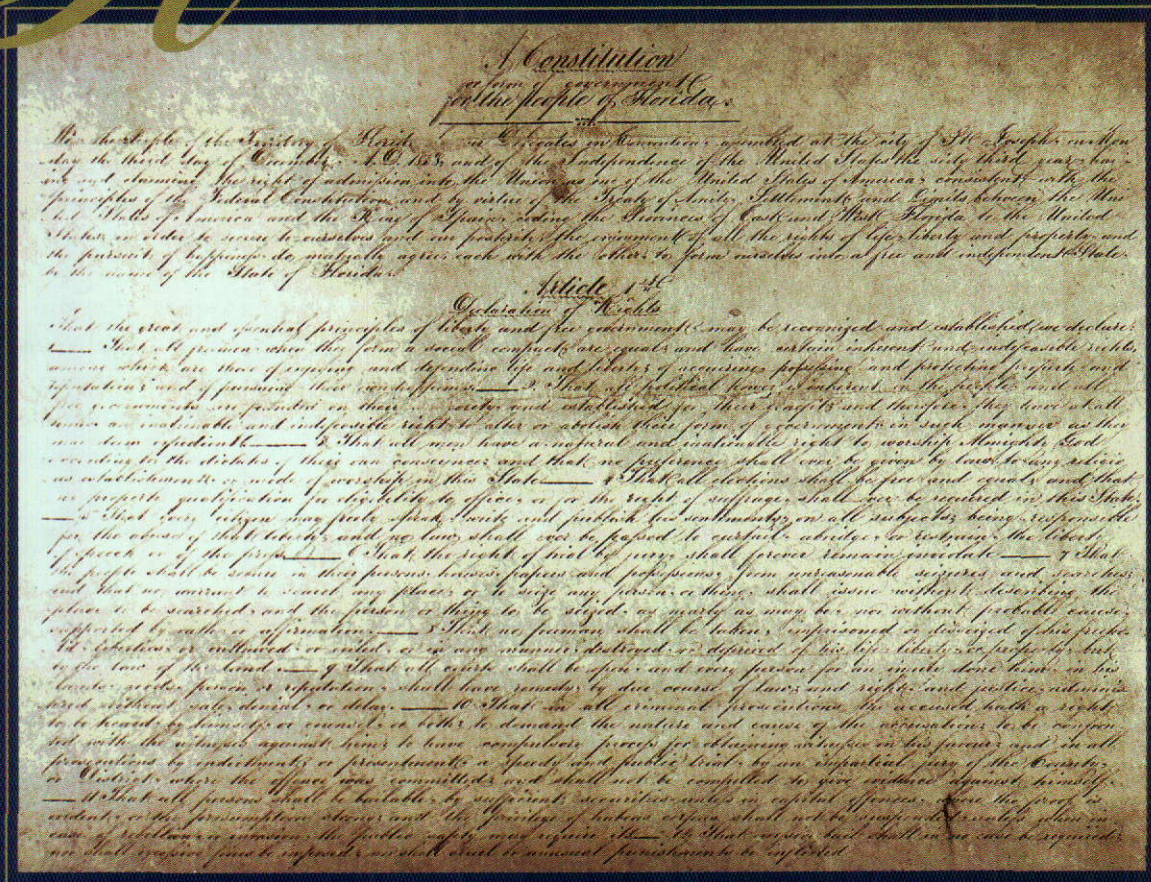 A Constitution
or form of government
for the people of Florida.
We the People of the Territory of Florida by our Delegates in Convention assembled at the city of St. Joseph on Mon
day the third day of December A.D. 1838 and of the Independence of the United States the sixty third year hav
ing and claiming the right of admission into the Union as one of the United States of America consistent with the
principles of the Federal Constitution and by virtue of the Treaty of Amity Settlement and Limits between the Uni
ted States of America and the King of Spain ceding the Provinces of East and West Florida to the United
States in order to secure to ourselves and our posterity the enjoyment of all the rights of life liberty and property and
the pursuit of happiness do mutually agree each with the other to form ourselves into a free and independent State
by the name of the State of Florida.
Article 1st
Declaration of Rights
That the great and essential principles of liberty and free government may be recognized and established we declare
1 That all freemen when they form a social compact are equal and have certain inherent and indefeasible rights
among which are those of enjoying and defending life and liberty of acquiring possessing and protecting property and
reputation and of pursuing their own happiness 2 That all political power is inherent in the people and all
free governments are founded on their authority and established for their benefit and therefore they have at all
times an inalienable and indefeasible right to alter or abolish their form of government in such manner as they
may deem expedient 3 That all men have a natural and inalienable right to worship Almighty God
according to the dictates of their own conscience and that no preference shall ever be given by law to any religio
us establishment or mode of worship in this State 4 That all elections shall be free and equal and that
no property qualification for eligibility to office or for the right of suffrage shall ever be required in this State
5 That every citizen may freely speak write and publish his sentiments on all subjects being responsible
for the abuse of that liberty and no law shall ever be passed to curtail abridge or restrain the liberty
of speech or of the press 6 That the right of trial by jury shall forever remain inviolate 7 That
the people shall be secure in their persons houses papers and possessions from unreasonable seizures and searches
and that no warrant to search any place or to seize any person or thing shall issue without describing the
place to be searched and the person or thing to be seized as nearly as may be nor without probable cause
supported by oath or affirmation 8 That no freeman shall be taken imprisoned or disseized of his freeho
ld liberties or outlawed or exiled or in any manner destroyed or deprived of his life liberty or property but
by the law of the land 9 That all courts shall be open and every person for an injury done him in his
lands goods person or reputation shall have remedy by due course of law and right and justice adminis
tered without sale denial or delay 10 That in all criminal prosecutions the accused hath a right
to be heard by himself or counsel or both to demand the nature and cause of the accusation to be confron
ted with the witnesses against him to have compulsory process for obtaining witnesses in his favour and in all
prosecutions by indictment or presentment a speedy and public trial by an impartial jury of the County
or District where the offence was committed and shall not be compelled to give evidence against himself
11 That all persons shall be bailable by sufficient securities unless in capital offenses where the proof is
evident or the presumption strong and the privilege of habeas corpus shall not be suspended unless when in
case of rebellion or invasion the public safety may require it 12 That excessive bail shall in no case be required
nor shall excessive fines be imposed nor shall cruel or unusual punishments be inflicted